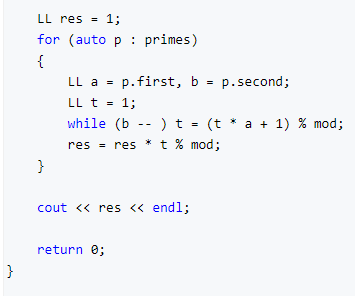 LL res = 1;
for (auto p : primes)
{
LL a = p.first, b = p.second;
LL t = 1;
while (b -- ) t = (t * a + 1) % mod;
res = res * t % mod;
}
cout << res << endl;
return 0;
}